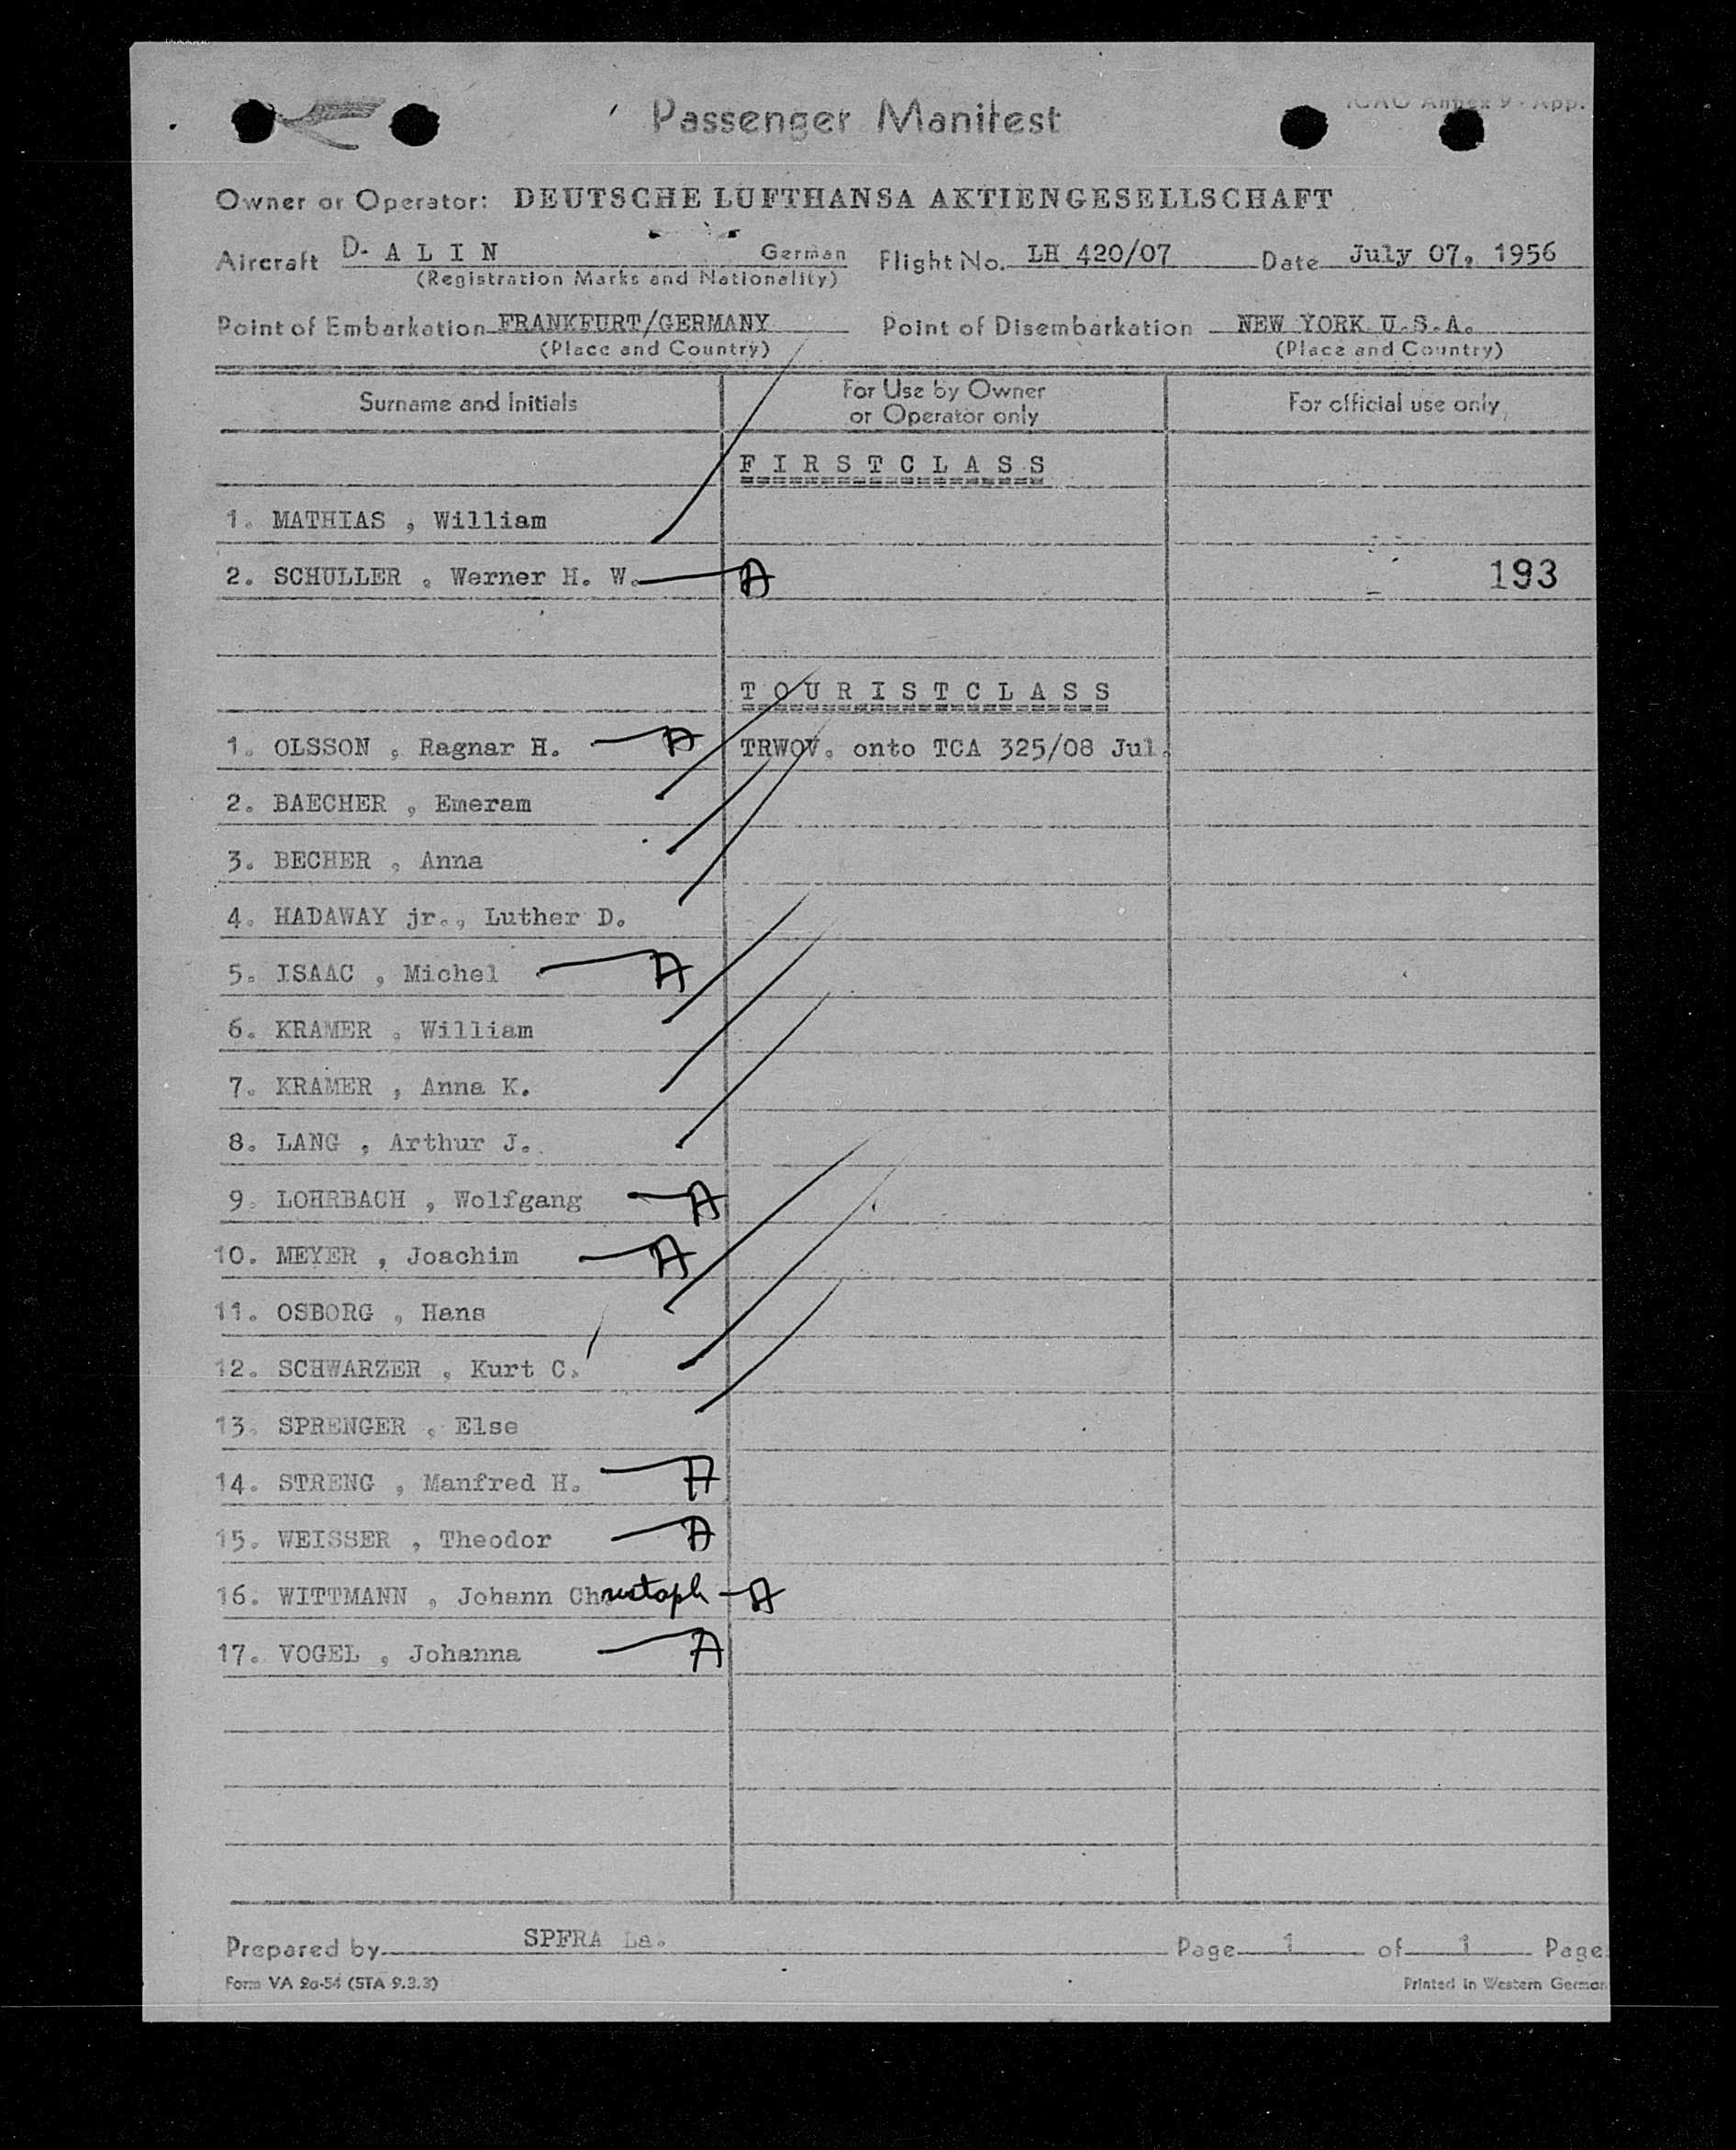 Passenger Manifest
ICAO Annex 9 - App.
Owner or Operator: DEUTSCHE LUFTHANSA AKTIENGESELLSCHAFT
Aircraft D- A L I N German Flight No. LH 420/07 Date July 07, 1956
(Registration Marks and Nationality)
Point of Embarkation FRANKFURT/GERMANY Point of Disembarkation NEW YORK U.S.A.
(Place and Country) (Place and Country)
Surname and Initials For Use by Owner or Operator only For official use only
F I R S T C L A S S
1. MATHIAS , William
2. SCHULLER , Werner H. W. A 193
T O U R I S T C L A S S
1. OLSSON , Ragnar H. A TRWOV. onto TCA 325/08 Jul.
2. BAECHER , Emeram
3. BECHER , Anna
4. HADAWAY jr., Luther D.
5. ISAAC , Michel A
6. KRAMER , William
7. KRAMER , Anna K.
8. LANG , Arthur J.
9. LOHRBACH , Wolfgang A
10. MEYER , Joachim A
11. OSBORG , Hans
12. SCHWARZER , Kurt C.
13. SPRENGER , Else
14. STRENG , Manfred H. A
15. WEISSER , Theodor A
16. WITTMANN , Johann Christoph A
17. VOGEL , Johanna A
Prepared by SPFRA La. Page 1 of 1 Page
Form VA 2a-54 (STA 9.3.3) Printed in Western German